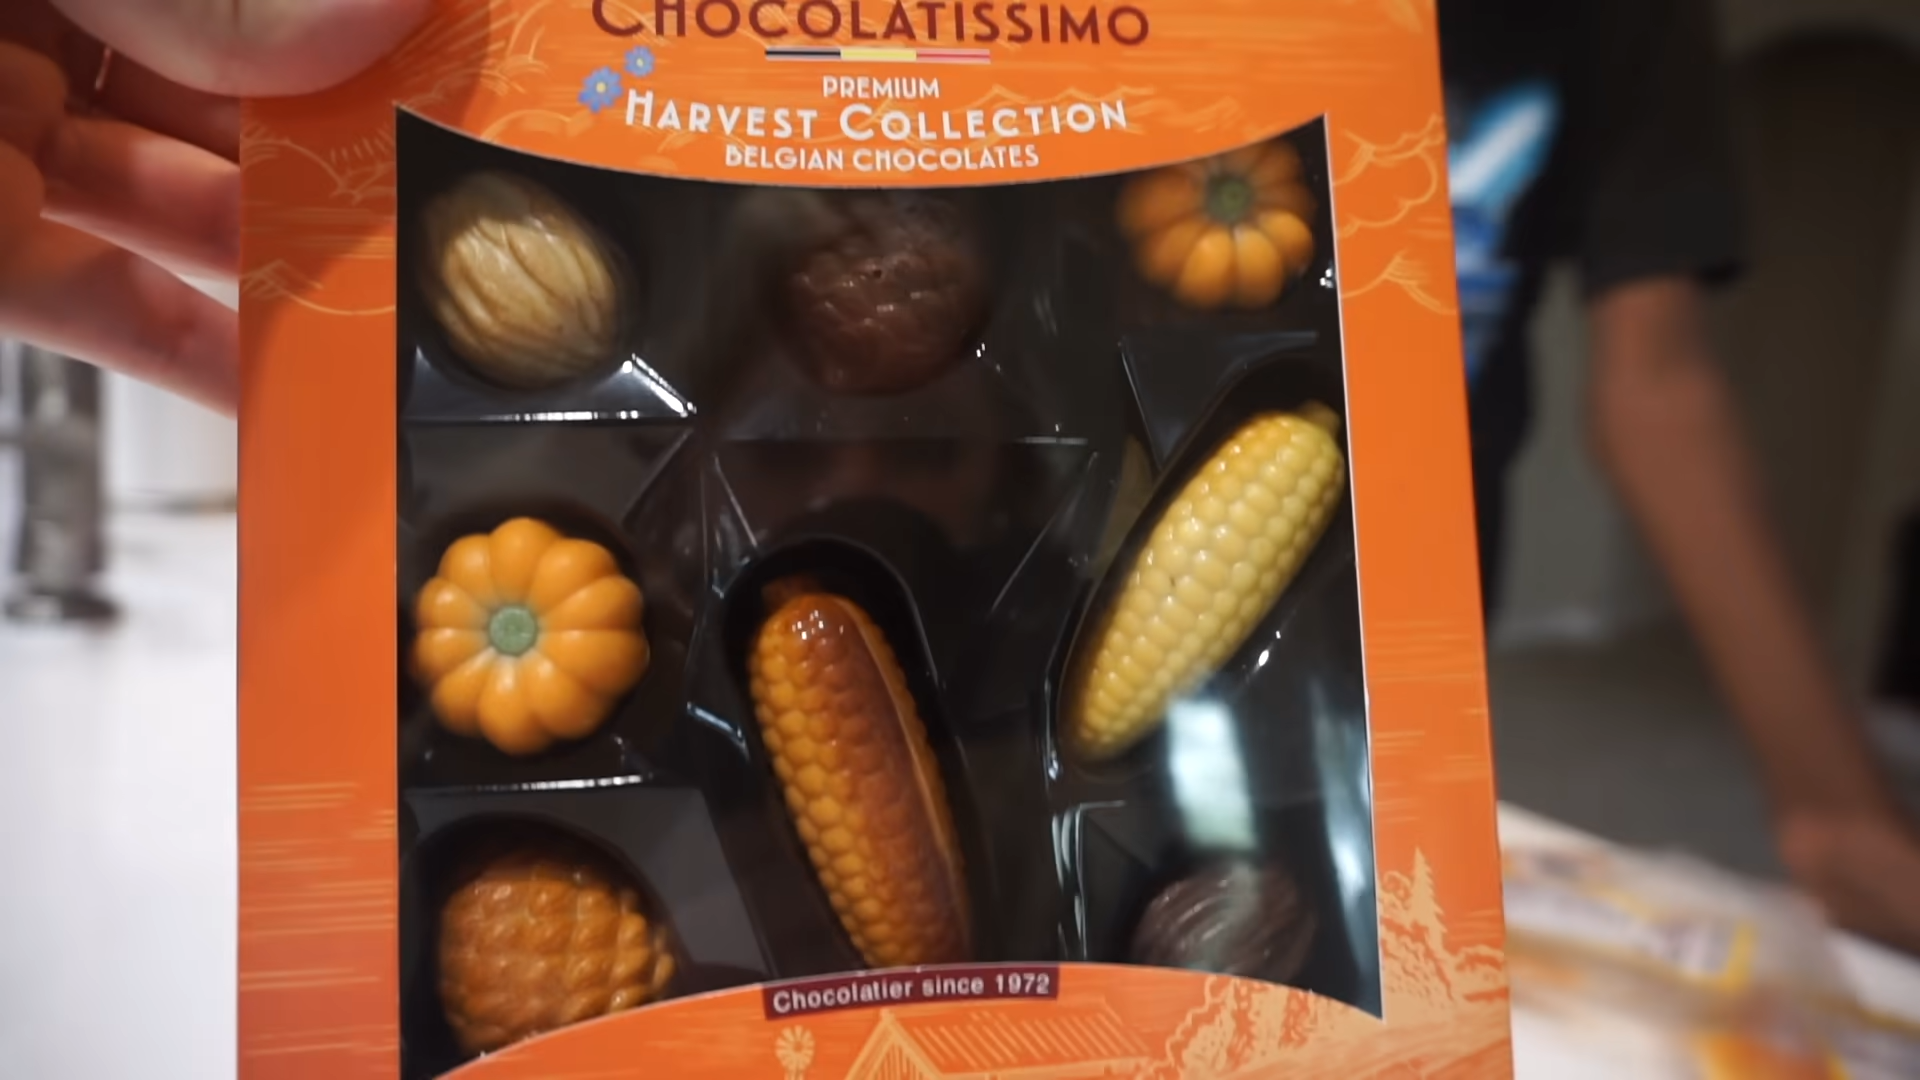 CHOCOLATISSIMO
PREMIUM
HARVEST COLLECTION
BELGIAN CHOCOLATES
Chocolatier since 1972